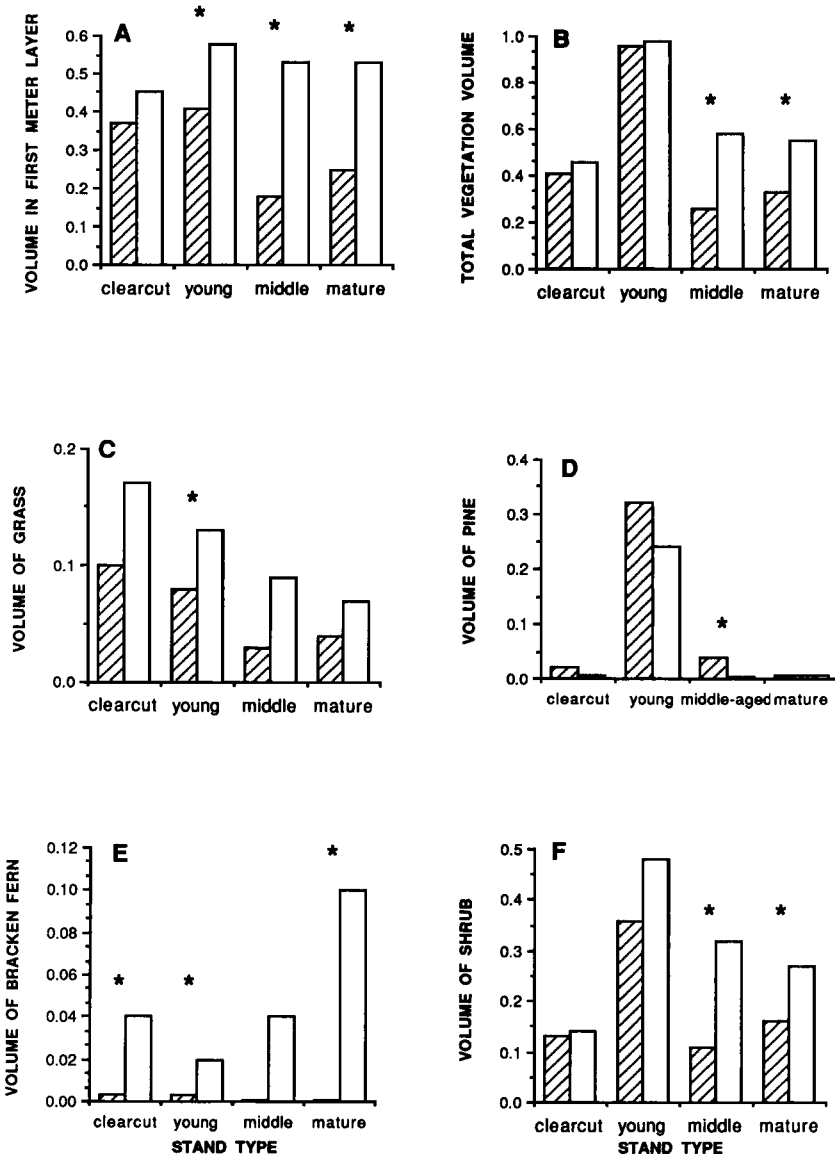 A
VOLUME IN FIRST METER LAYER
0.6
0.5
0.4
0.3
0.2
0.1
0.0
* * *
clearcut young middle mature
B
TOTAL VEGETATION VOLUME
1.0
0.8
0.6
0.4
0.2
0.0
* *
clearcut young middle mature
C
VOLUME OF GRASS
0.2
0.1
0.0
*
clearcut young middle mature
D
VOLUME OF PINE
0.4
0.3
0.2
0.1
0.0
*
clearcut young middle-aged mature
E
VOLUME OF BRACKEN FERN
0.12
0.10
0.08
0.06
0.04
0.02
0.00
* * *
clearcut young middle mature
STAND TYPE
F
VOLUME OF SHRUB
0.5
0.4
0.3
0.2
0.1
0.0
* *
clearcut young middle mature
STAND TYPE